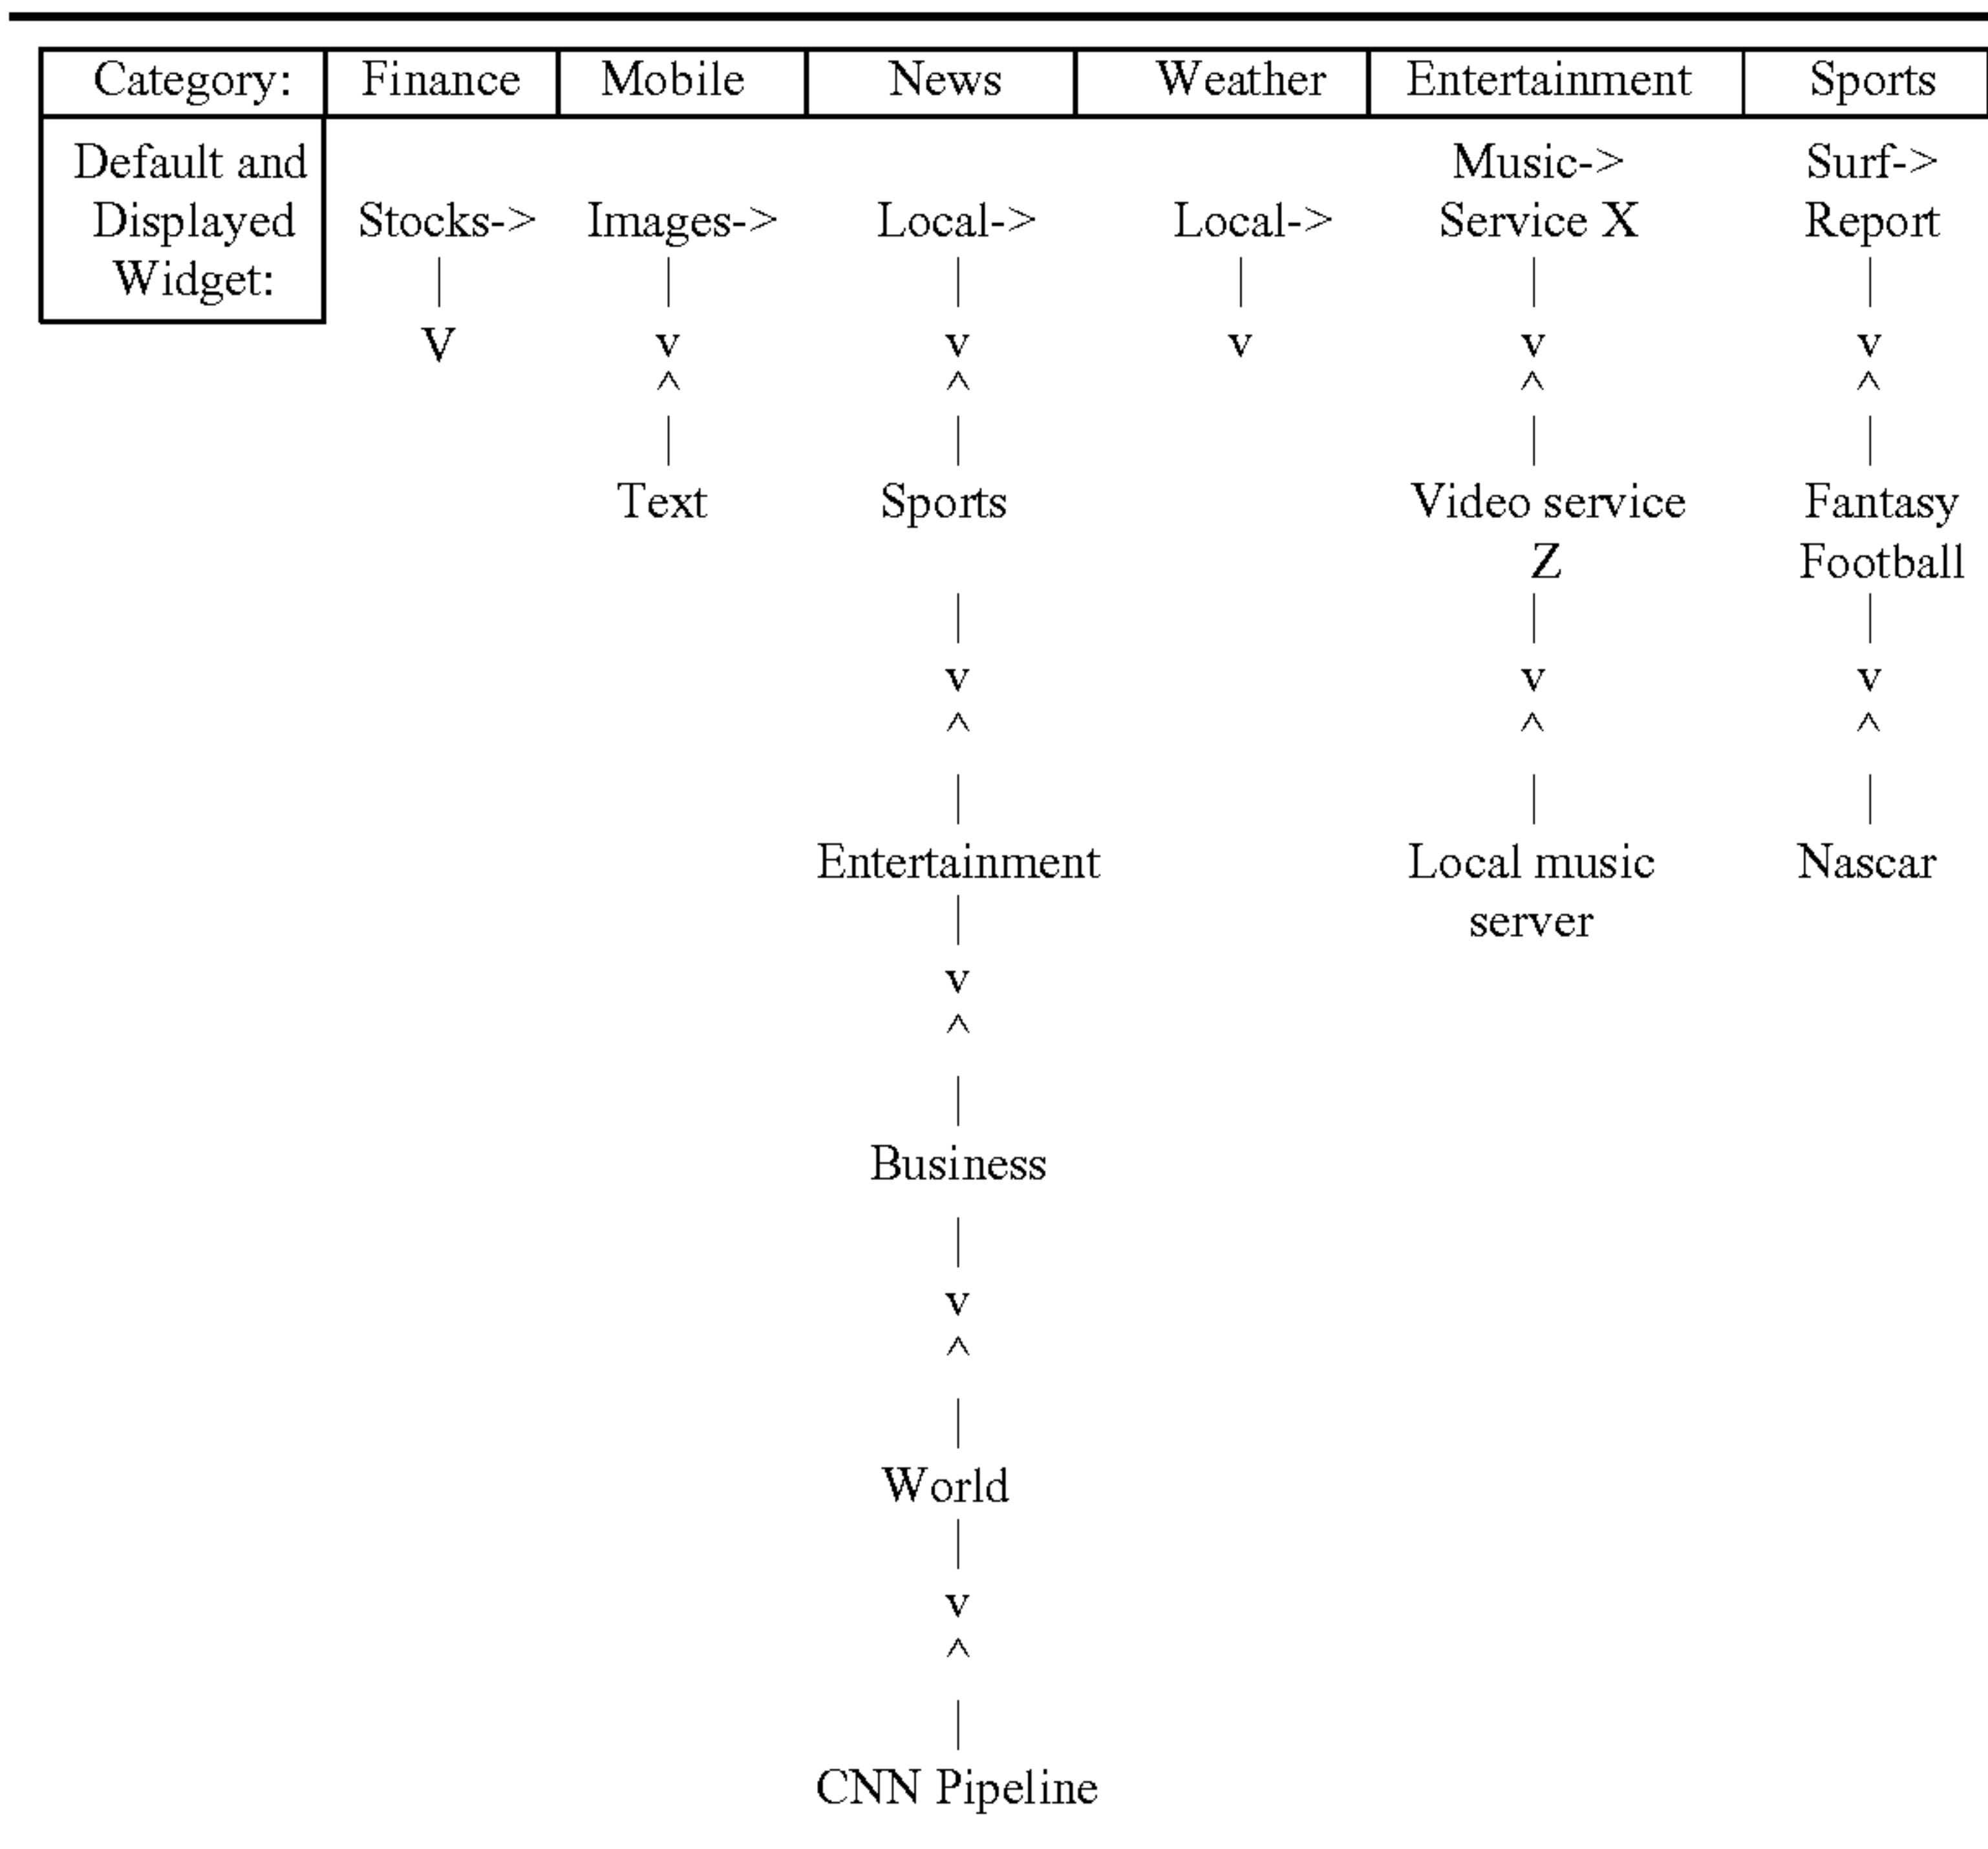 Category: Finance Mobile News Weather Entertainment Sports
Default and Music-> Surf->
Displayed Stocks-> Images-> Local-> Local-> Service X Report
Widget: | | | | | |
V v v v v v
^ ^ ^ ^
| | | |
Text Sports Video service Fantasy
Z Football
| | |
v v v
^ ^ ^
| | |
Entertainment Local music Nascar
| server
v
^
|
Business
|
v
^
|
World
|
v
^
|
CNN Pipeline